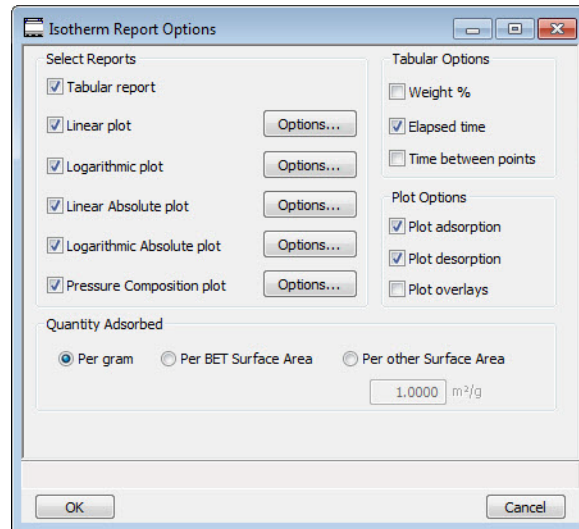 Isotherm Report Options
Select Reports
Tabular report
Linear plot Options...
Logarithmic plot Options...
Linear Absolute plot Options...
Logarithmic Absolute plot Options...
Pressure Composition plot Options...
Tabular Options
Weight %
Elapsed time
Time between points
Plot Options
Plot adsorption
Plot desorption
Plot overlays
Quantity Adsorbed
Per gram Per BET Surface Area Per other Surface Area
1.0000 m²/g
OK Cancel